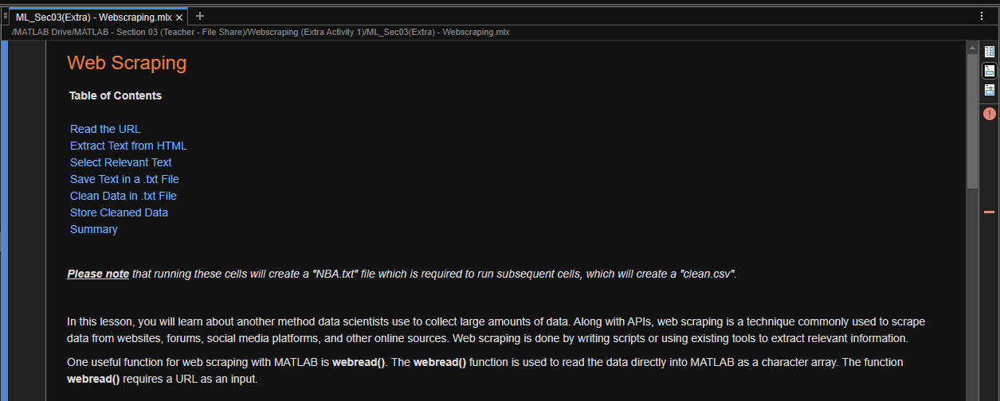 ML_Sec03(Extra) - Webscraping.mlx × +
/MATLAB Drive/MATLAB - Section 03 (Teacher - File Share)/Webscraping (Extra Activity 1)/ML_Sec03(Extra) - Webscraping.mlx
Web Scraping
Table of Contents
Read the URL
Extract Text from HTML
Select Relevant Text
Save Text in a .txt File
Clean Data in .txt File
Store Cleaned Data
Summary
Please note that running these cells will create a "NBA.txt" file which is required to run subsequent cells, which will create a "clean.csv".
In this lesson, you will learn about another method data scientists use to collect large amounts of data. Along with APIs, web scraping is a technique commonly used to scrape
data from websites, forums, social media platforms, and other online sources. Web scraping is done by writing scripts or using existing tools to extract relevant information.
One useful function for web scraping with MATLAB is webread(). The webread() function is used to read the data directly into MATLAB as a character array. The function
webread() requires a URL as an input.